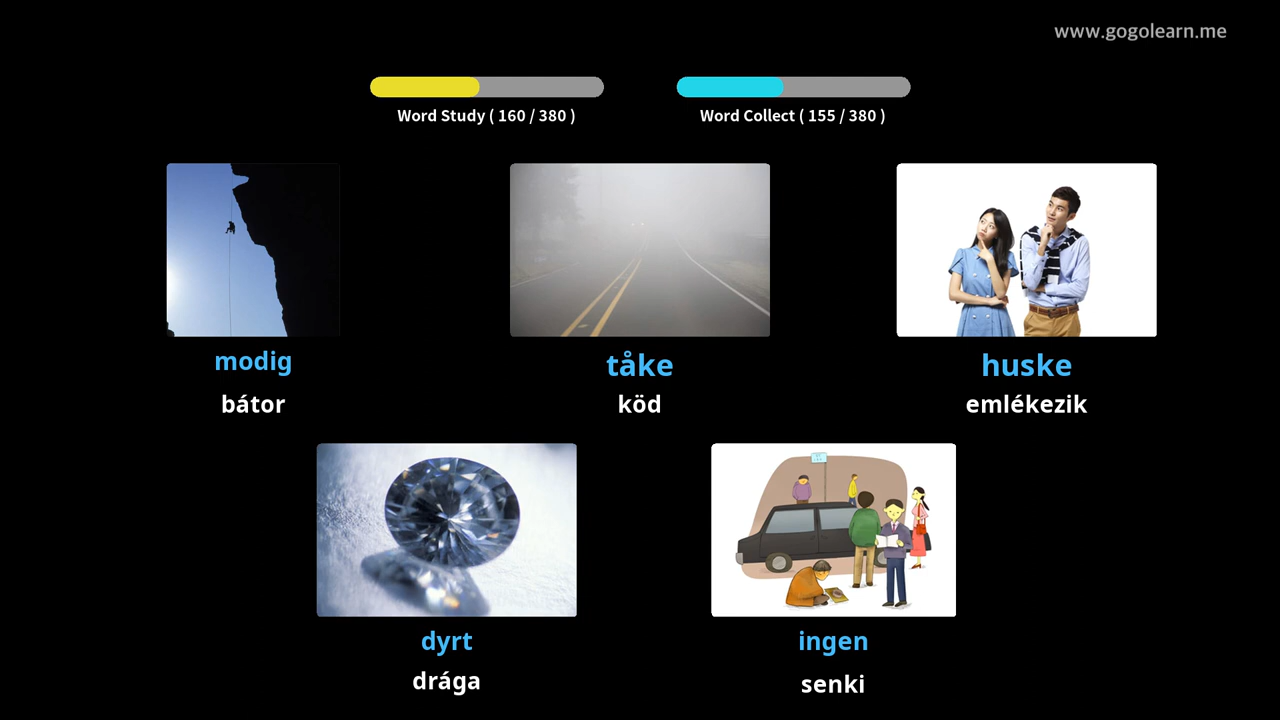 www.gogolearn.me
Word Study ( 160 / 380 )
Word Collect ( 155 / 380 )
modig
bátor
tåke
köd
huske
emlékezik
dyrt
drága
ingen
senki